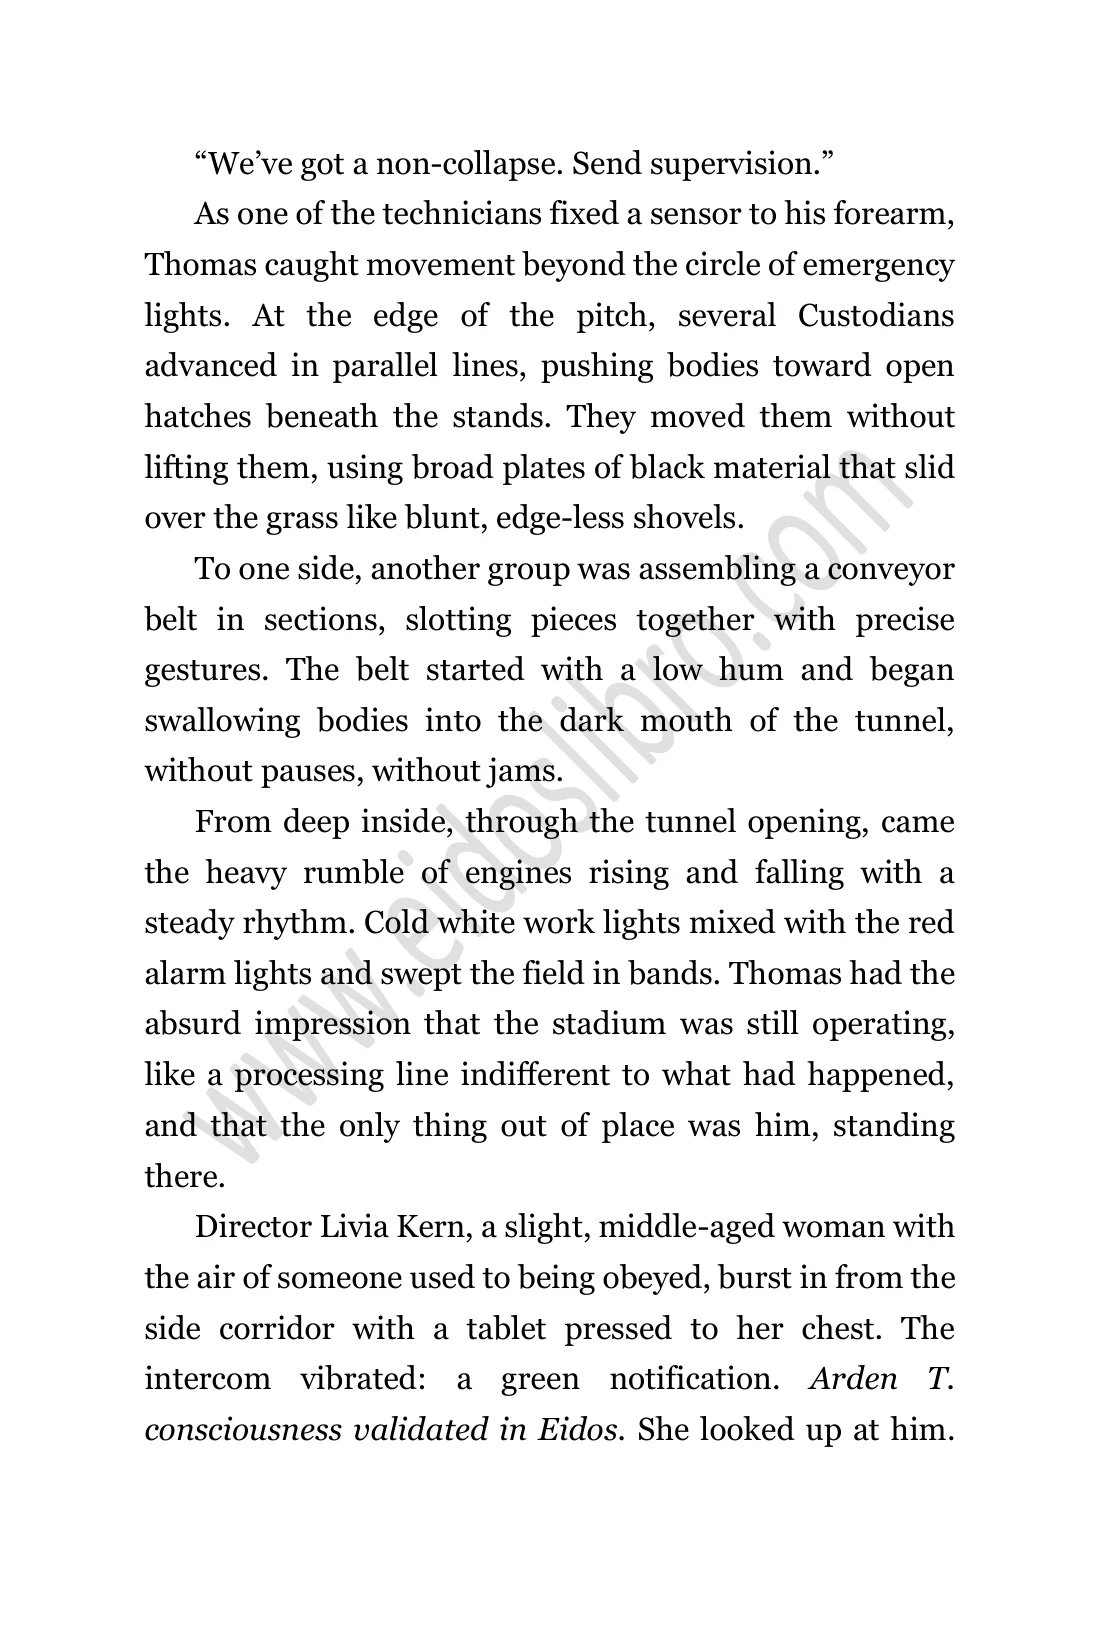 “We’ve got a non-collapse. Send supervision.”
As one of the technicians fixed a sensor to his forearm,
Thomas caught movement beyond the circle of emergency
lights. At the edge of the pitch, several Custodians
advanced in parallel lines, pushing bodies toward open
hatches beneath the stands. They moved them without
lifting them, using broad plates of black material that slid
over the grass like blunt, edge-less shovels.
To one side, another group was assembling a conveyor
belt in sections, slotting pieces together with precise
gestures. The belt started with a low hum and began
swallowing bodies into the dark mouth of the tunnel,
without pauses, without jams.
From deep inside, through the tunnel opening, came
the heavy rumble of engines rising and falling with a
steady rhythm. Cold white work lights mixed with the red
alarm lights and swept the field in bands. Thomas had the
absurd impression that the stadium was still operating,
like a processing line indifferent to what had happened,
and that the only thing out of place was him, standing
there.
Director Livia Kern, a slight, middle-aged woman with
the air of someone used to being obeyed, burst in from the
side corridor with a tablet pressed to her chest. The
intercom vibrated: a green notification. Arden T.
consciousness validated in Eidos. She looked up at him.
www.eidoslibro.com